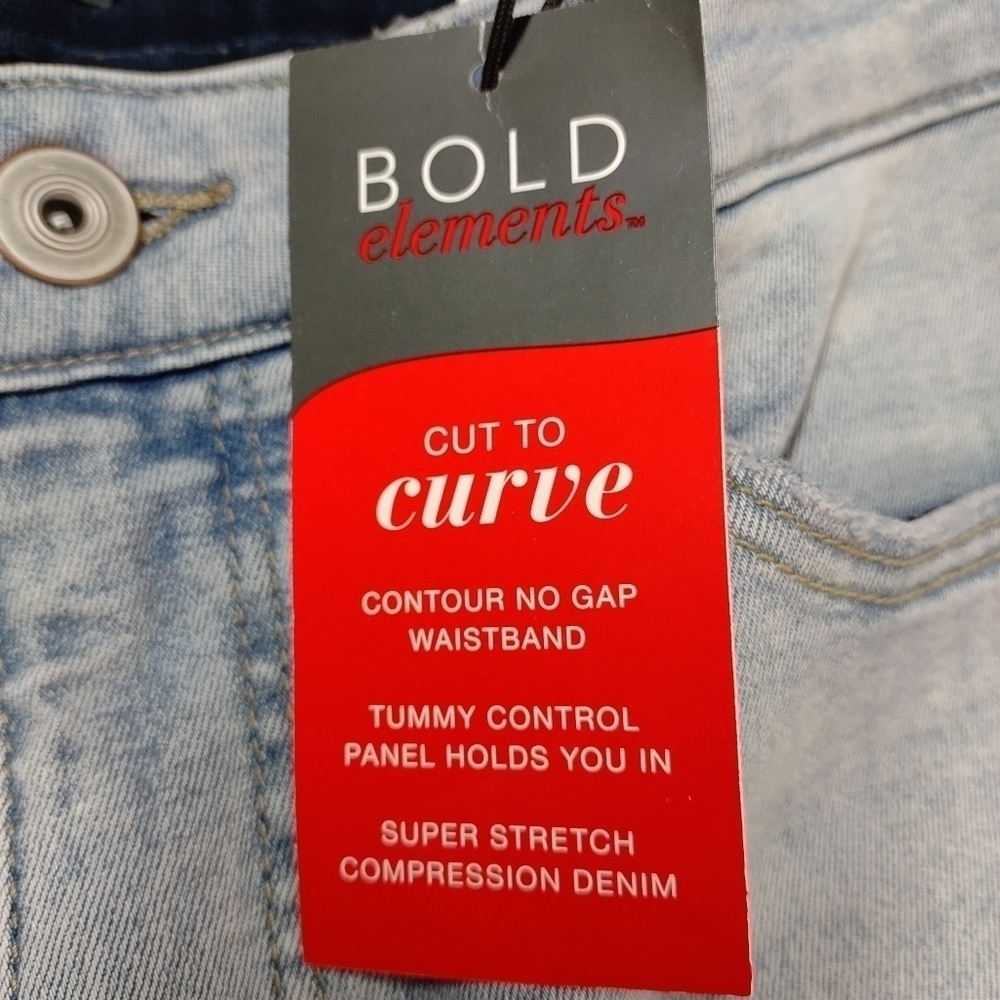 BOLD
elements™
CUT TO
curve
CONTOUR NO GAP
WAISTBAND
TUMMY CONTROL
PANEL HOLDS YOU IN
SUPER STRETCH
COMPRESSION DENIM